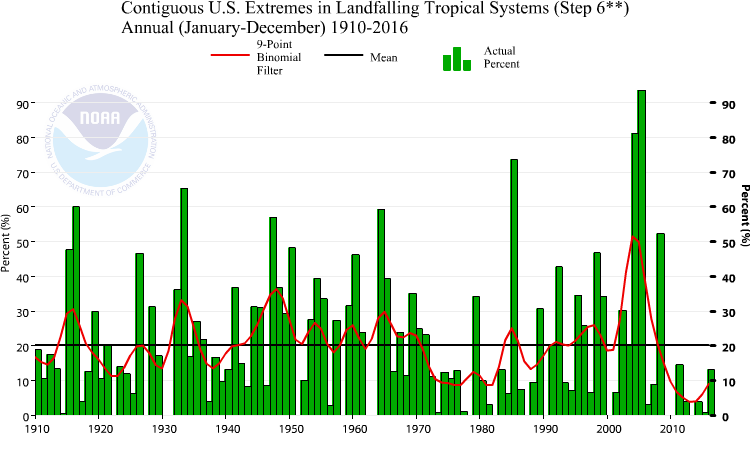 Contiguous U.S. Extremes in Landfalling Tropical Systems (Step 6**)
Annual (January-December) 1910-2016
9-Point
Binomial
Filter
Mean
Actual
Percent
NATIONAL OCEANIC AND ATMOSPHERIC ADMINISTRATION
NOAA
U.S. DEPARTMENT OF COMMERCE
Percent (%)
90
80
70
60
50
40
30
20
10
0
90
80
70
60
50
40
30
20
10
0
Percent (%)
1910
1920
1930
1940
1950
1960
1970
1980
1990
2000
2010